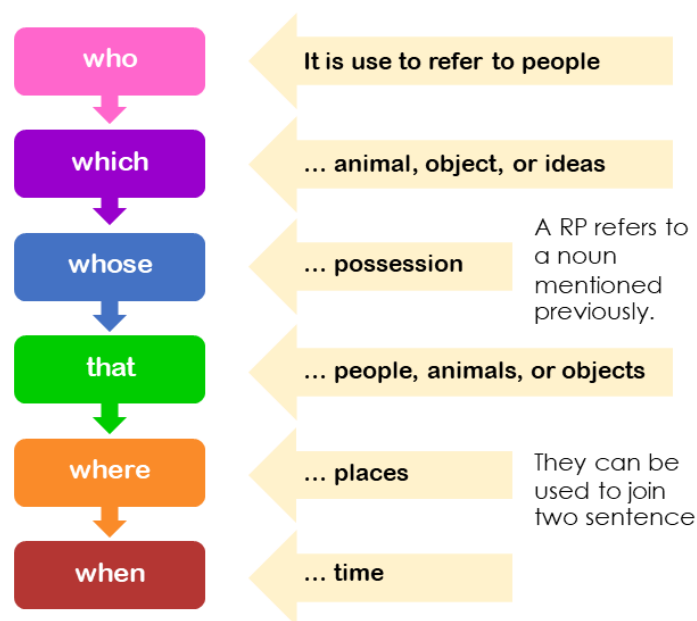 who
It is use to refer to people
which
... animal, object, or ideas
A RP refers to
a noun
mentioned
previously.
whose
... possession
that
... people, animals, or objects
where
... places
They can be
used to join
two sentence
when
... time